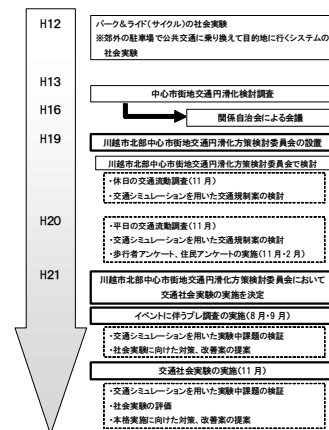 H12
パーク&ライド(サイクル)の社会実験
※郊外の駐車場で公共交通に乗り換えて目的地に行くシステムの
社会実験
H13
中心市街地交通円滑化検討調査
H16
関係自治会による会議
H19
川越市北部中心市街地交通円滑化方策検討委員会の設置
川越市北部中心市街地交通円滑化方策検討委員会で検討
・休日の交通流動調査(11月)
・交通シミュレーションを用いた交通規制案の検討
H20
・平日の交通流動調査(11月)
・交通シミュレーションを用いた交通規制案の検討
・歩行者アンケート、住民アンケートの実施(11月・2月)
H21
川越市北部中心市街地交通円滑化方策検討委員会において
交通社会実験の実施を決定
イベントに伴うプレ調査の実施(8月・9月)
・交通シミュレーションを用いた実験中課題の検証
・社会実験に向けた対策、改善案の提案
交通社会実験の実施(11月)
・交通シミュレーションを用いた実験中課題の検証
・社会実験の評価
・本格実施に向けた対策、改善案の提案